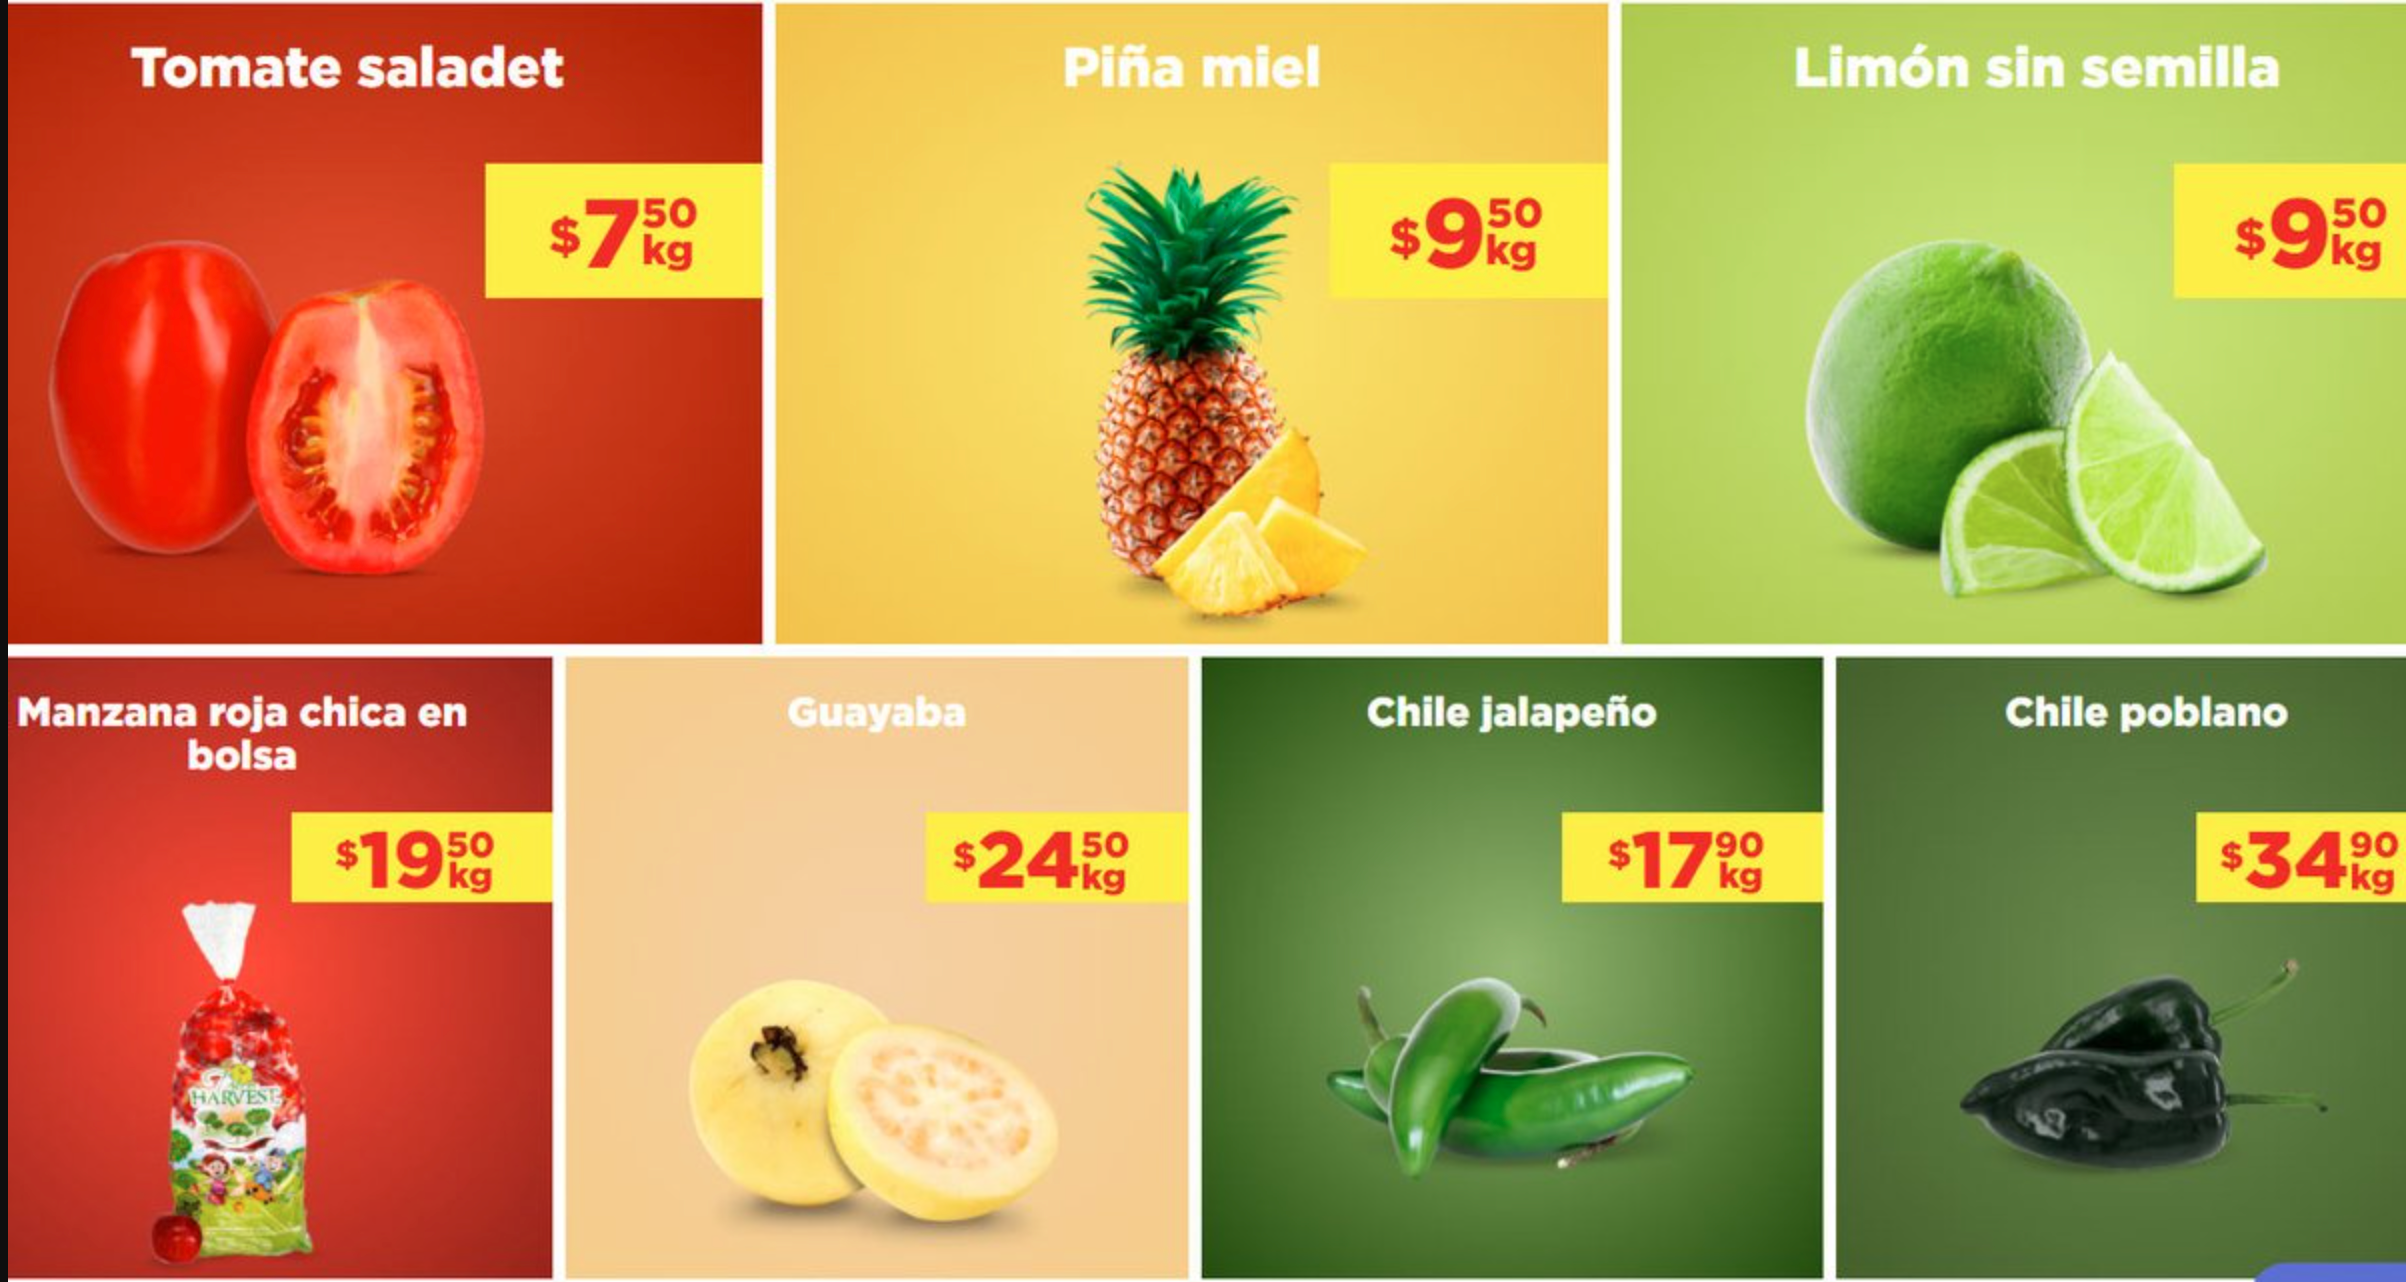 Tomate saladet
$7 50
kg
Piña miel
$9 50
kg
Limón sin semilla
$9 50
kg
Manzana roja chica en
bolsa
$19 50
kg
HARVEST
Guayaba
$24 50
kg
Chile jalapeño
$17 90
kg
Chile poblano
$34 90
kg